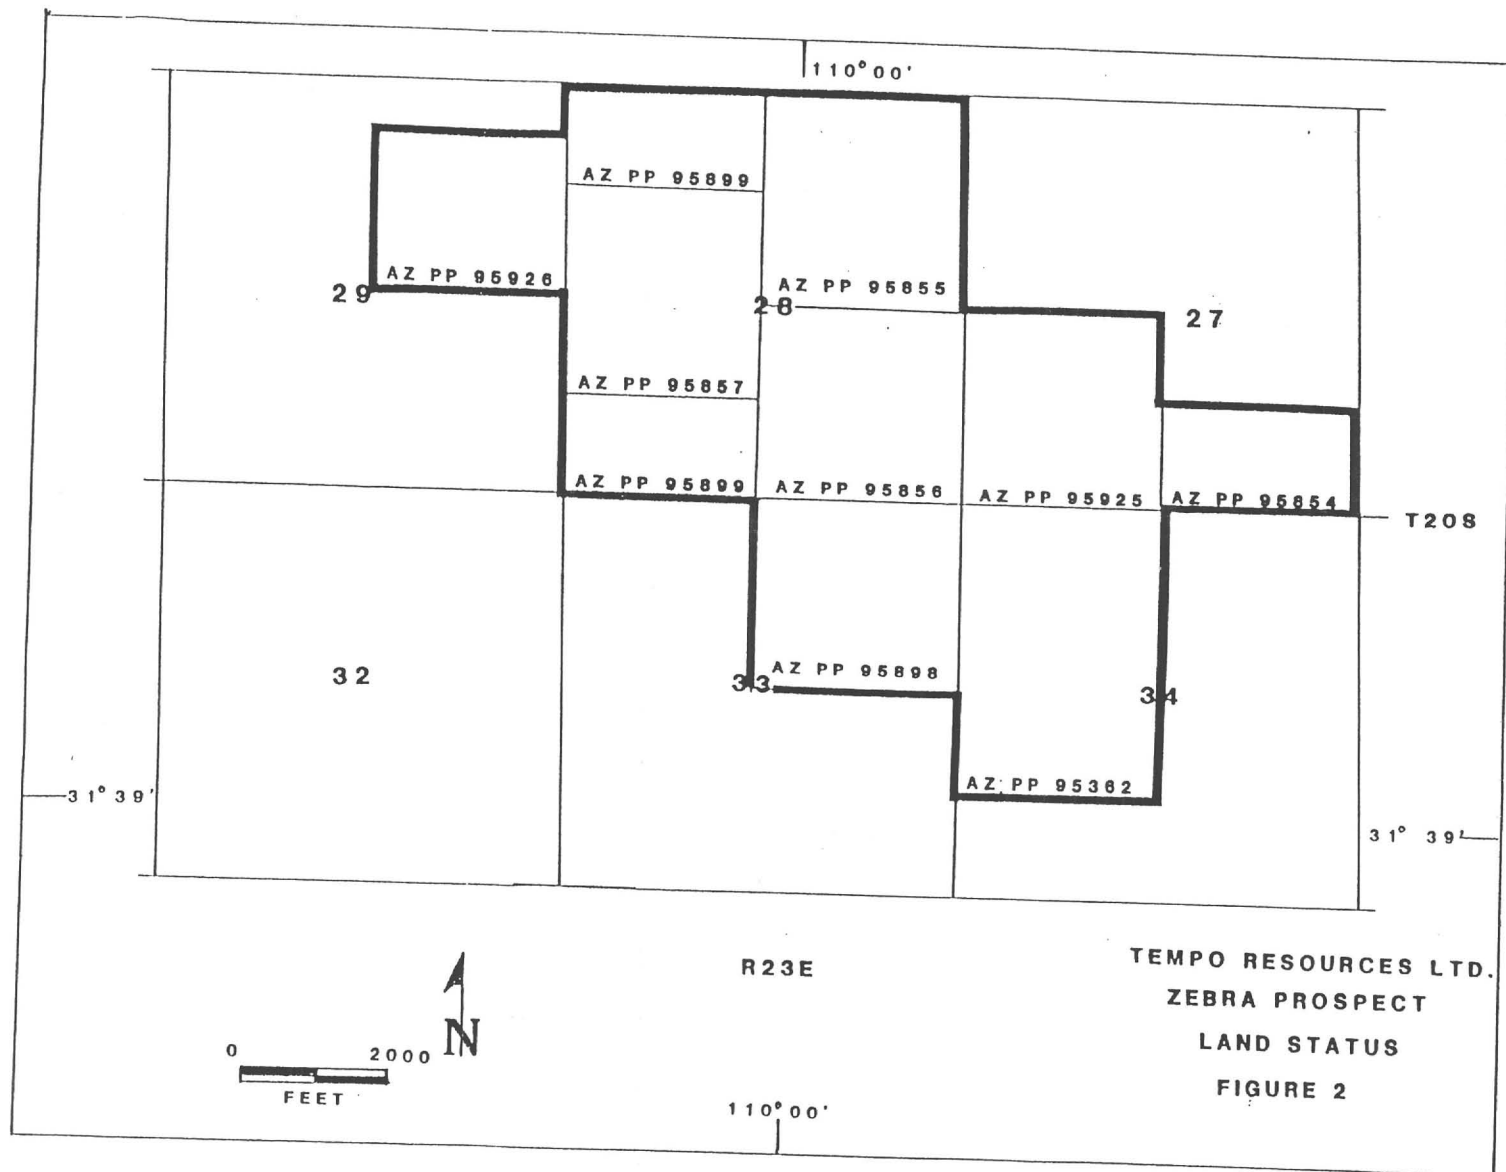 110°00'
AZ PP 95899
AZ PP 95926
29
AZ PP 95855
28
27
AZ PP 95857
AZ PP 95899
AZ PP 95856
AZ PP 95925
AZ PP 95854
T20S
32
33
AZ PP 95898
34
AZ PP 95362
31°39'
31° 39'
R23E
TEMPO RESOURCES LTD.
ZEBRA PROSPECT
LAND STATUS
FIGURE 2
N
0 2000
FEET
110°00'